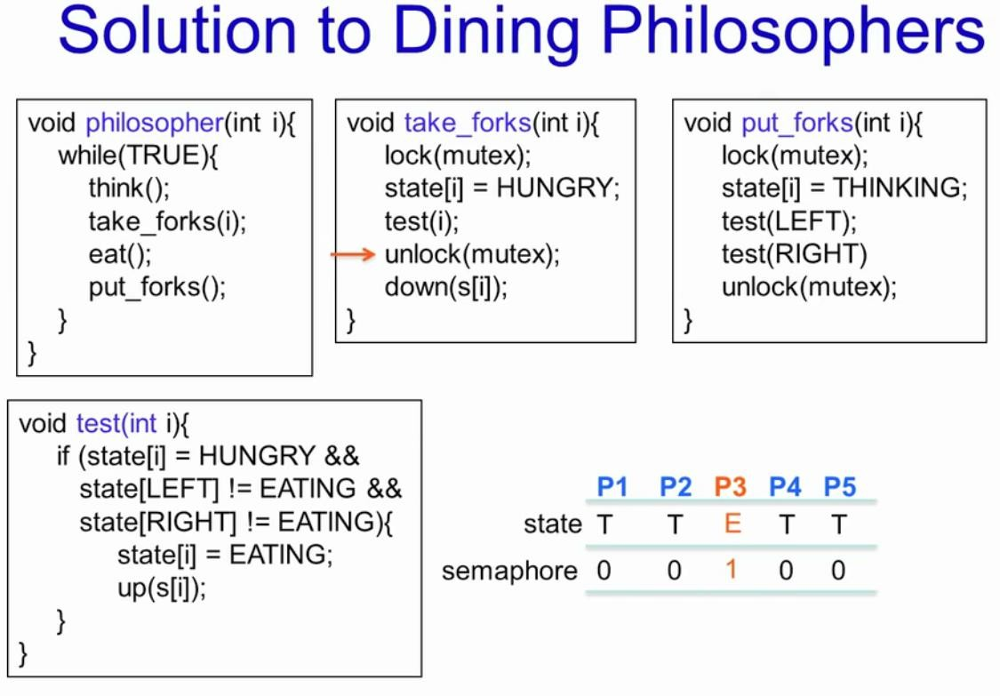 Solution to Dining Philosophers
void philosopher(int i){
while(TRUE){
think();
take_forks(i);
eat();
put_forks();
}
}
void take_forks(int i){
lock(mutex);
state[i] = HUNGRY;
test(i);
unlock(mutex);
down(s[i]);
}
void put_forks(int i){
lock(mutex);
state[i] = THINKING;
test(LEFT);
test(RIGHT)
unlock(mutex);
}
void test(int i){
if (state[i] = HUNGRY &&
state[LEFT] != EATING &&
state[RIGHT] != EATING){
state[i] = EATING;
up(s[i]);
}
}
P1 P2 P3 P4 P5
state T T E T T
semaphore 0 0 1 0 0